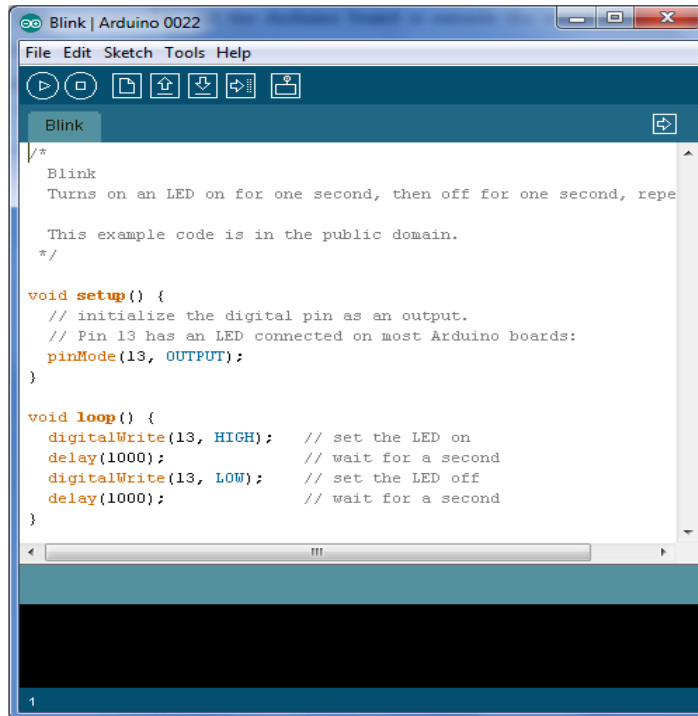 Blink | Arduino 0022
File Edit Sketch Tools Help
Blink
/*
  Blink
  Turns on an LED on for one second, then off for one second, repe

  This example code is in the public domain.
 */

void setup() {
  // initialize the digital pin as an output.
  // Pin 13 has an LED connected on most Arduino boards:
  pinMode(13, OUTPUT);
}

void loop() {
  digitalWrite(13, HIGH);   // set the LED on
  delay(1000);              // wait for a second
  digitalWrite(13, LOW);    // set the LED off
  delay(1000);              // wait for a second
}
1